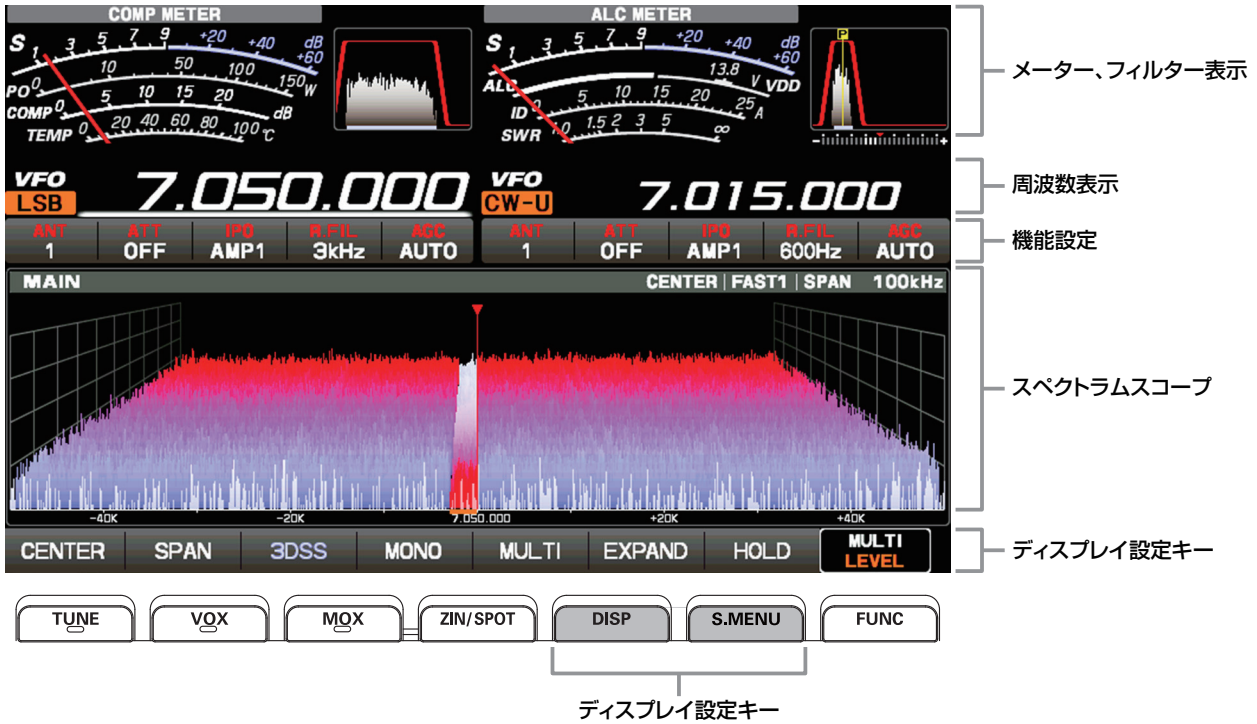 COMP METER
ALC METER
S 1 3 5 7 9 +20 +40 +60 dB
PO 0 10 50 100 150 W
COMP 0 5 10 15 20 dB
TEMP 0 20 40 60 80 100 ℃
S 1 3 5 7 9 +20 +40 +60 dB
ALC 13.8 V VDD
ID 0 5 10 15 20 25 A
SWR 1.0 1.5 2 3 5 ∞
P
- +
メーター、フィルター表示
VFO
LSB
7.050.000
VFO
CW-U
7.015.000
周波数表示
ANT ATT IPO R.FIL AGC
1 OFF AMP1 3kHz AUTO
ANT ATT IPO R.FIL AGC
1 OFF AMP1 600Hz AUTO
機能設定
MAIN
CENTER | FAST1 | SPAN 100kHz
-40K -20K 7.050.000 +20K +40K
スペクトラムスコープ
CENTER SPAN 3DSS MONO MULTI EXPAND HOLD MULTI
LEVEL
ディスプレイ設定キー
TUNE VOX MOX ZIN/SPOT DISP S.MENU FUNC
ディスプレイ設定キー